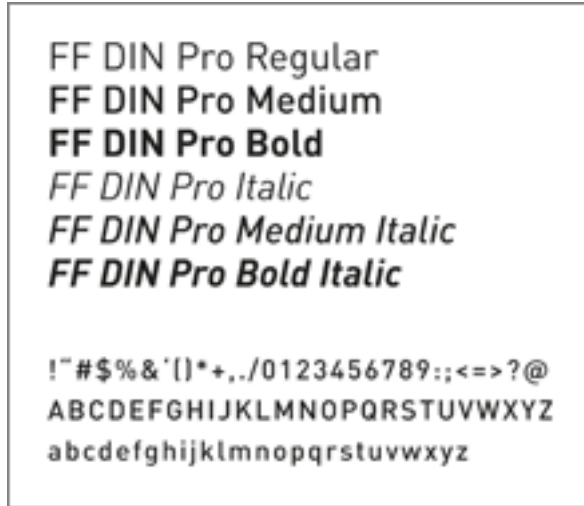 FF DIN Pro Regular
FF DIN Pro Medium
FF DIN Pro Bold
FF DIN Pro Italic
FF DIN Pro Medium Italic
FF DIN Pro Bold Italic
!"#$%&'()*+,./0123456789:;<=>?@
ABCDEFGHIJKLMNOPQRSTUVWXYZ
abcdefghijklmnopqrstuvwxyz